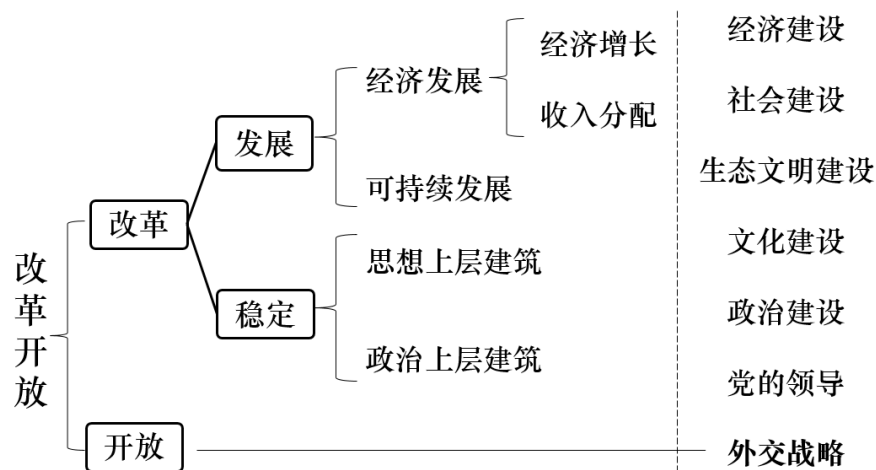 改革开放
改革
开放
发展
稳定
经济发展
可持续发展
思想上层建筑
政治上层建筑
经济增长
收入分配
经济建设
社会建设
生态文明建设
文化建设
政治建设
党的领导
外交战略